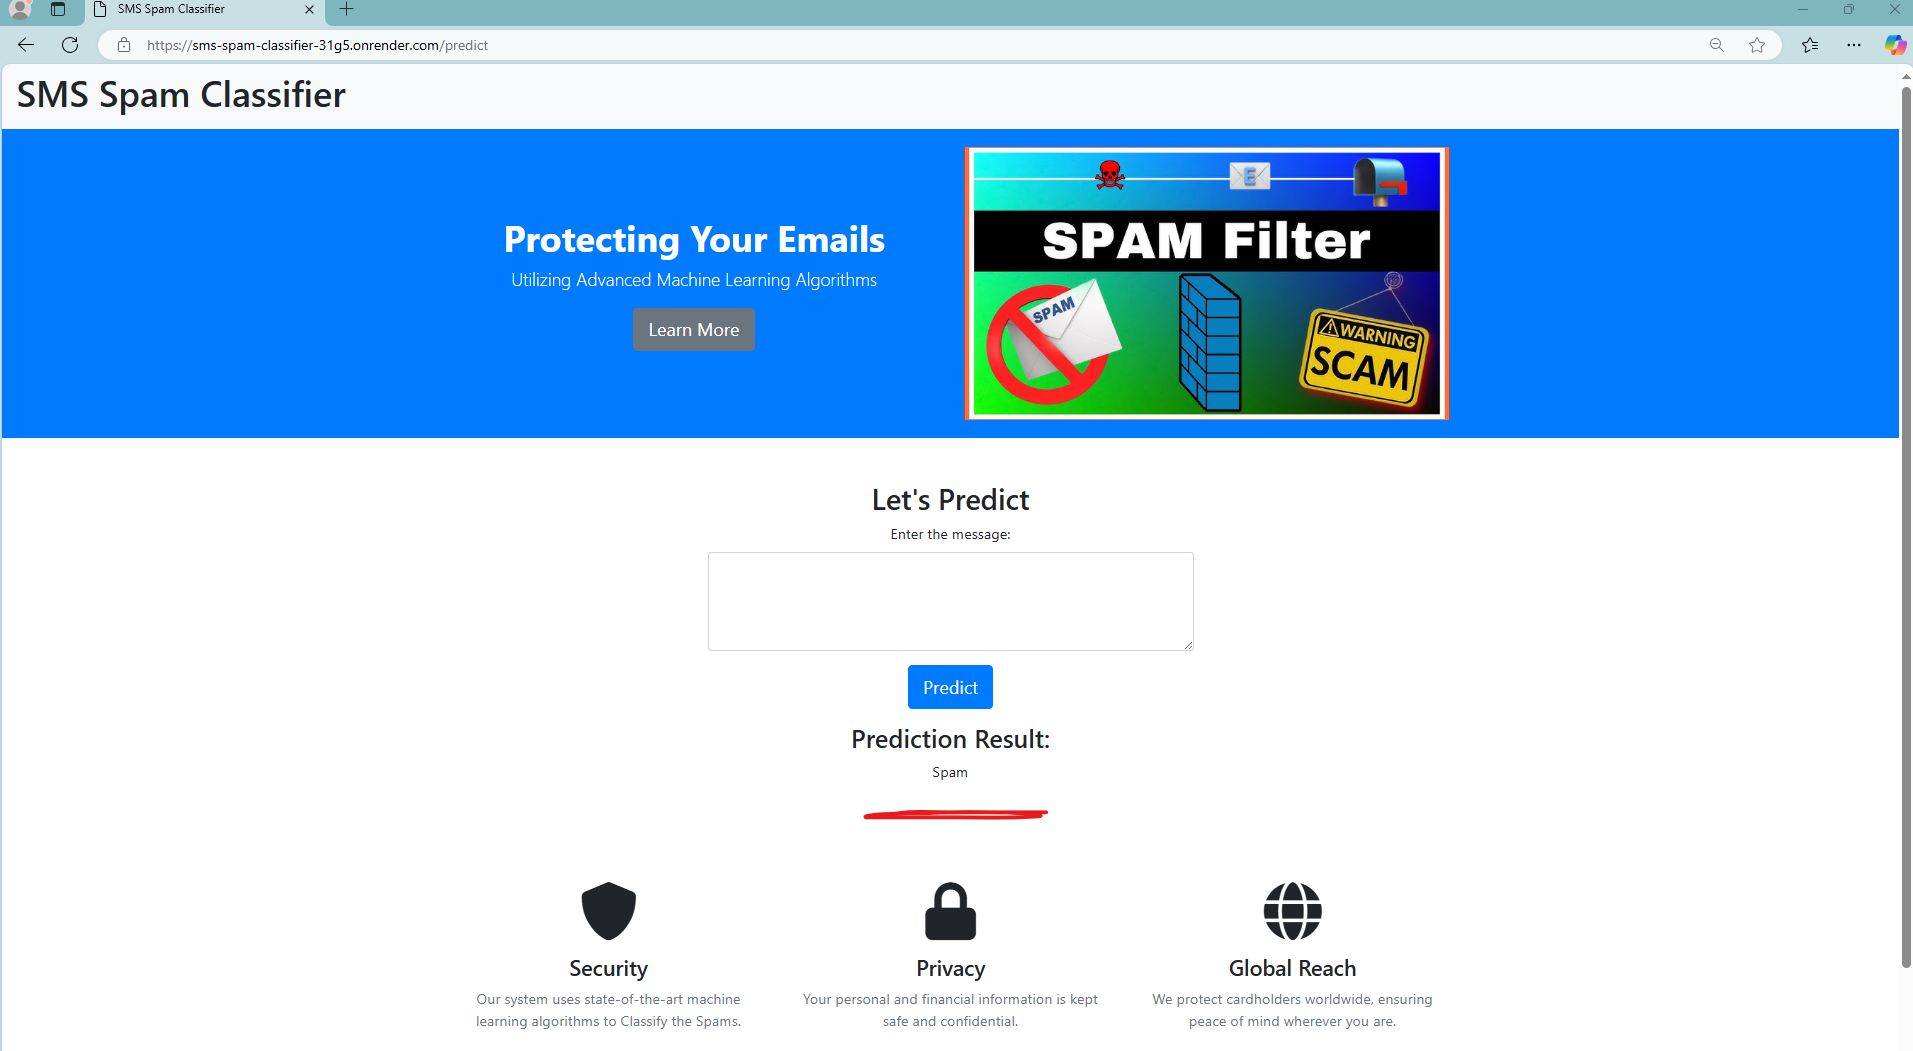 SMS Spam Classifier
https://sms-spam-classifier-31g5.onrender.com/predict
SMS Spam Classifier
Protecting Your Emails
Utilizing Advanced Machine Learning Algorithms
Learn More
E
SPAM Filter
SPAM
WARNING
SCAM
Let's Predict
Enter the message:
Predict
Prediction Result:
Spam
Security
Our system uses state-of-the-art machine
learning algorithms to Classify the Spams.
Privacy
Your personal and financial information is kept
safe and confidential.
Global Reach
We protect cardholders worldwide, ensuring
peace of mind wherever you are.